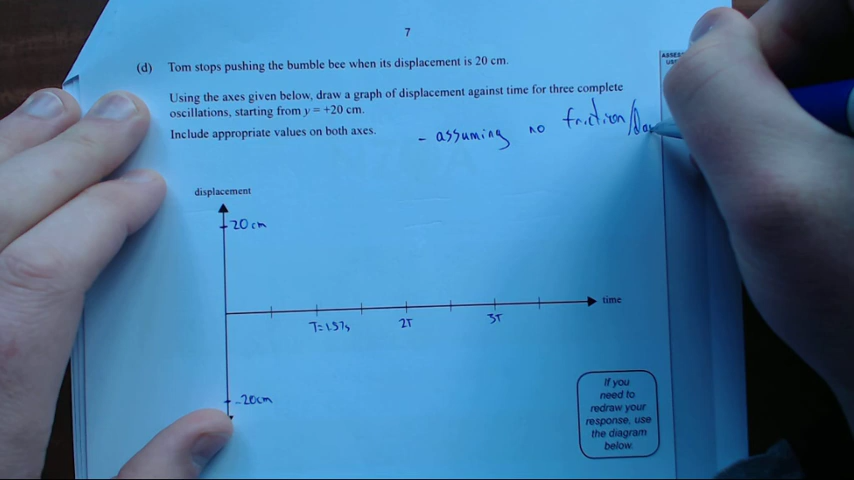 7
(d) Tom stops pushing the bumble bee when its displacement is 20 cm.
Using the axes given below, draw a graph of displacement against time for three complete
oscillations, starting from y = +20 cm.
Include appropriate values on both axes.
- assuming no friction/
displacement
20 cm
time
T=1.57s
2T
3T
-20cm
If you
need to
redraw your
response, use
the diagram
below.